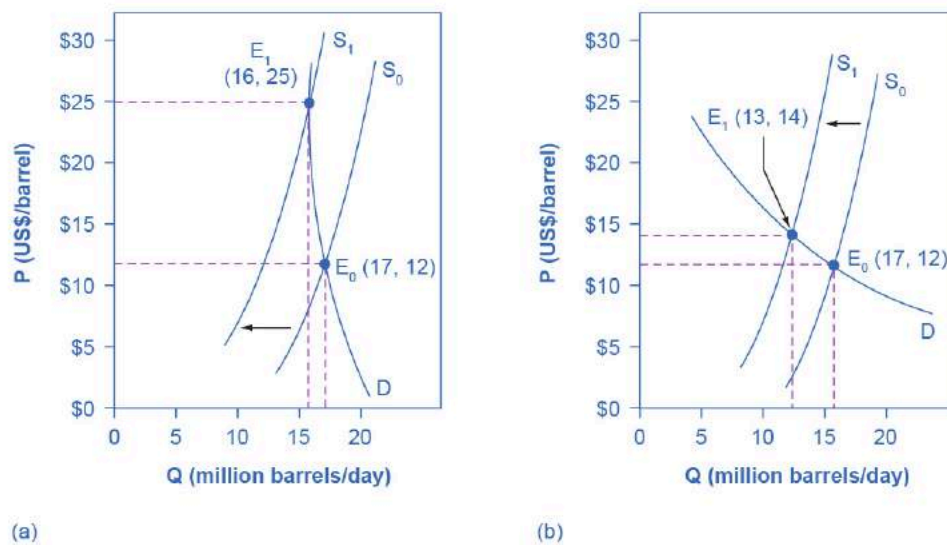 $30
$25
$20
$15
$10
$5
$0
P (US$/barrel)
E1
(16, 25)
S1
S0
E0 (17, 12)
D
0 5 10 15 20
Q (million barrels/day)
(a)
$30
$25
$20
$15
$10
$5
$0
P (US$/barrel)
S1
S0
E1 (13, 14)
E0 (17, 12)
D
0 5 10 15 20
Q (million barrels/day)
(b)